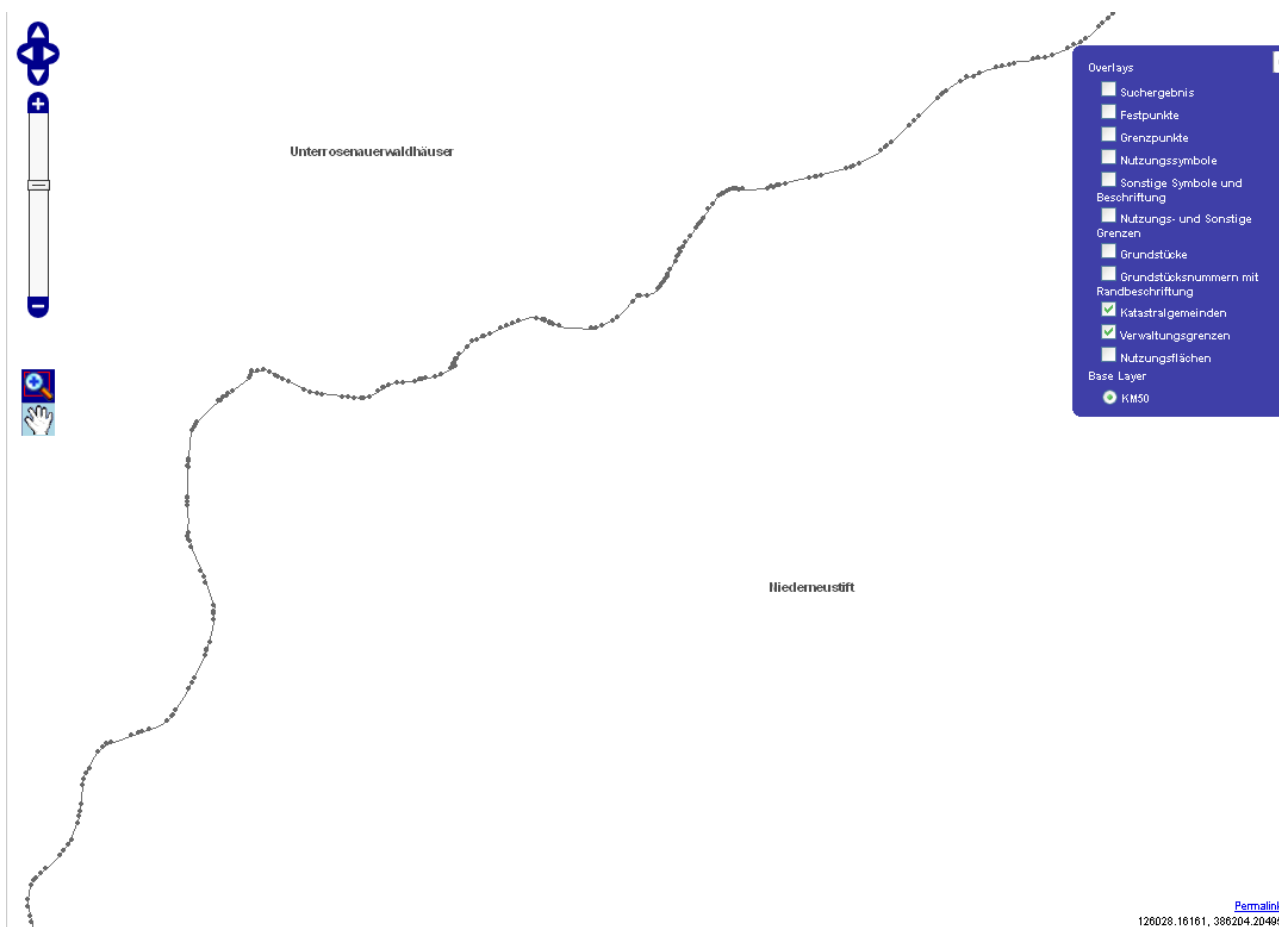 Unterrosenauerwaldhäuser
Niederneustift
Overlays
Suchergebnis
Festpunkte
Grenzpunkte
Nutzungssymbole
Sonstige Symbole und
Beschriftung
Nutzungs- und Sonstige
Grenzen
Grundstücke
Grundstücksnummern mit
Randbeschriftung
Katastralgemeinden
Verwaltungsgrenzen
Nutzungsflächen
Base Layer
KM50
Permalink
126028.16161, 386204.20495